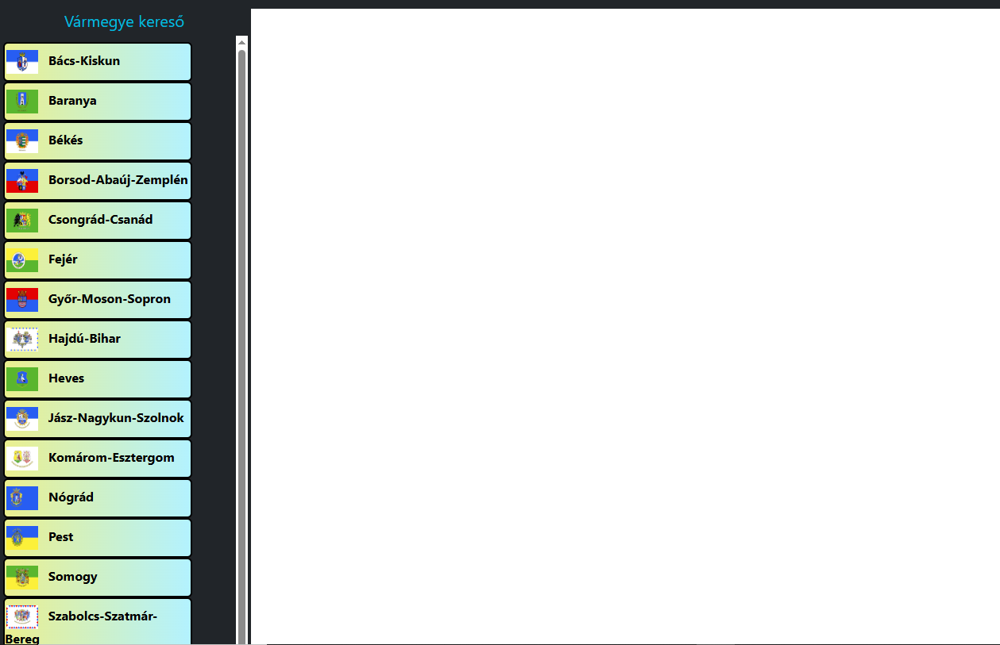 Vármegye kereső
Bács-Kiskun
Baranya
Békés
Borsod-Abaúj-Zemplén
Csongrád-Csanád
Fejér
Győr-Moson-Sopron
Hajdú-Bihar
Heves
Jász-Nagykun-Szolnok
Komárom-Esztergom
Nógrád
Pest
Somogy
Szabolcs-Szatmár-
Bereg